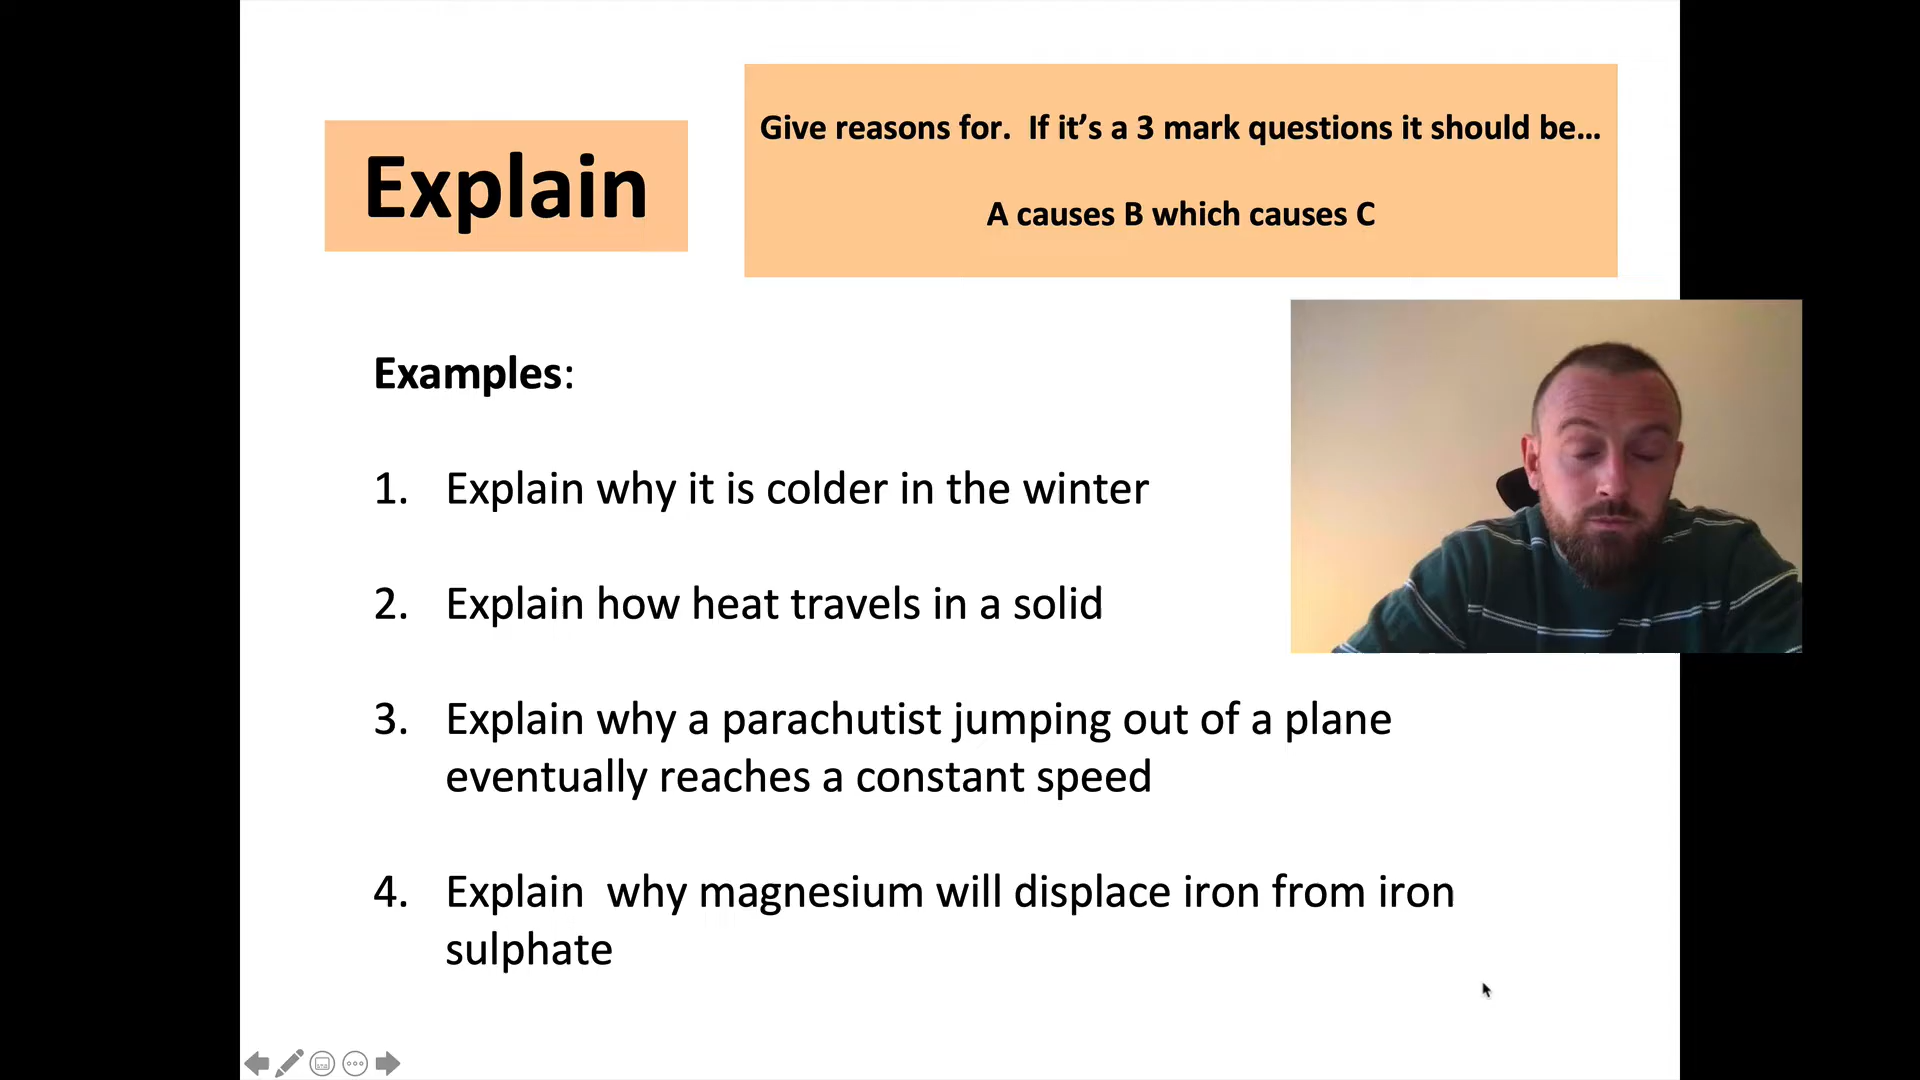 Explain
Give reasons for.  If it’s a 3 mark questions it should be…
A causes B which causes C
Examples:
1. Explain why it is colder in the winter
2. Explain how heat travels in a solid
3. Explain why a parachutist jumping out of a plane
eventually reaches a constant speed
4. Explain  why magnesium will displace iron from iron
sulphate